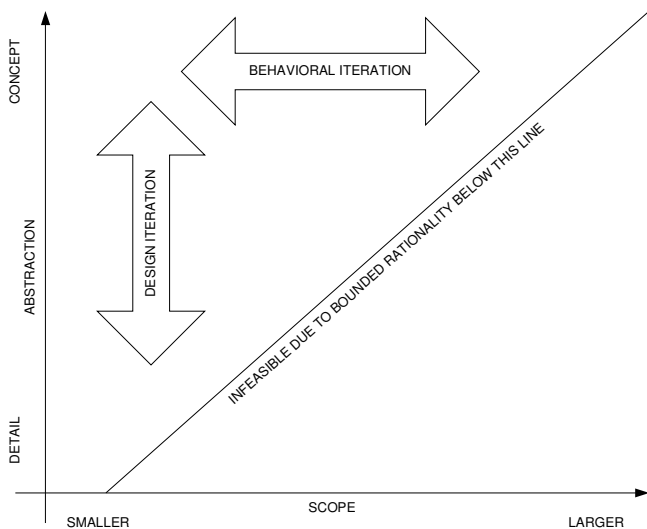 CONCEPT
BEHAVIORAL ITERATION
DESIGN ITERATION
ABSTRACTION
INFEASIBLE DUE TO BOUNDED RATIONALITY BELOW THIS LINE
DETAIL
SCOPE
SMALLER
LARGER